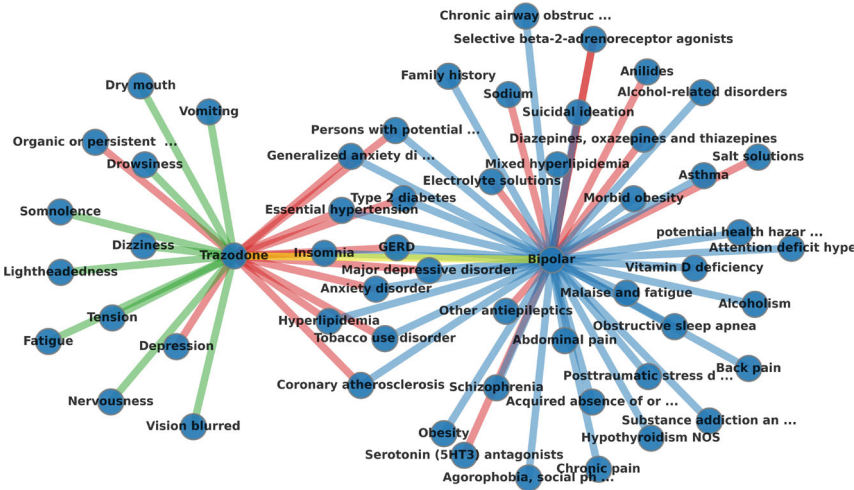 Chronic airway obstruc ...
Selective beta-2-adrenoreceptor agonists
Family history
Anilides
Dry mouth
Sodium
Alcohol-related disorders
Vomiting
Suicidal ideation
Persons with potential ...
Organic or persistent ...
Diazepines, oxazepines and thiazepines
Generalized anxiety di ...
Salt solutions
Drowsiness
Mixed hyperlipidemia
Electrolyte solutions
Asthma
Type 2 diabetes
Morbid obesity
Somnolence
Essential hypertension
potential health hazar ...
Dizziness
GERD
Attention deficit hype
Insomnia
Trazodone
Bipolar
Lightheadedness
Major depressive disorder
Vitamin D deficiency
Anxiety disorder
Malaise and fatigue
Alcoholism
Other antiepileptics
Tension
Hyperlipidemia
Obstructive sleep apnea
Fatigue
Depression
Tobacco use disorder
Abdominal pain
Back pain
Posttraumatic stress d ...
Coronary atherosclerosis
Schizophrenia
Nervousness
Acquired absence of or ...
Substance addiction an ...
Vision blurred
Obesity
Hypothyroidism NOS
Serotonin (5HT3) antagonists
Chronic pain
Agorophobia, social ph ...